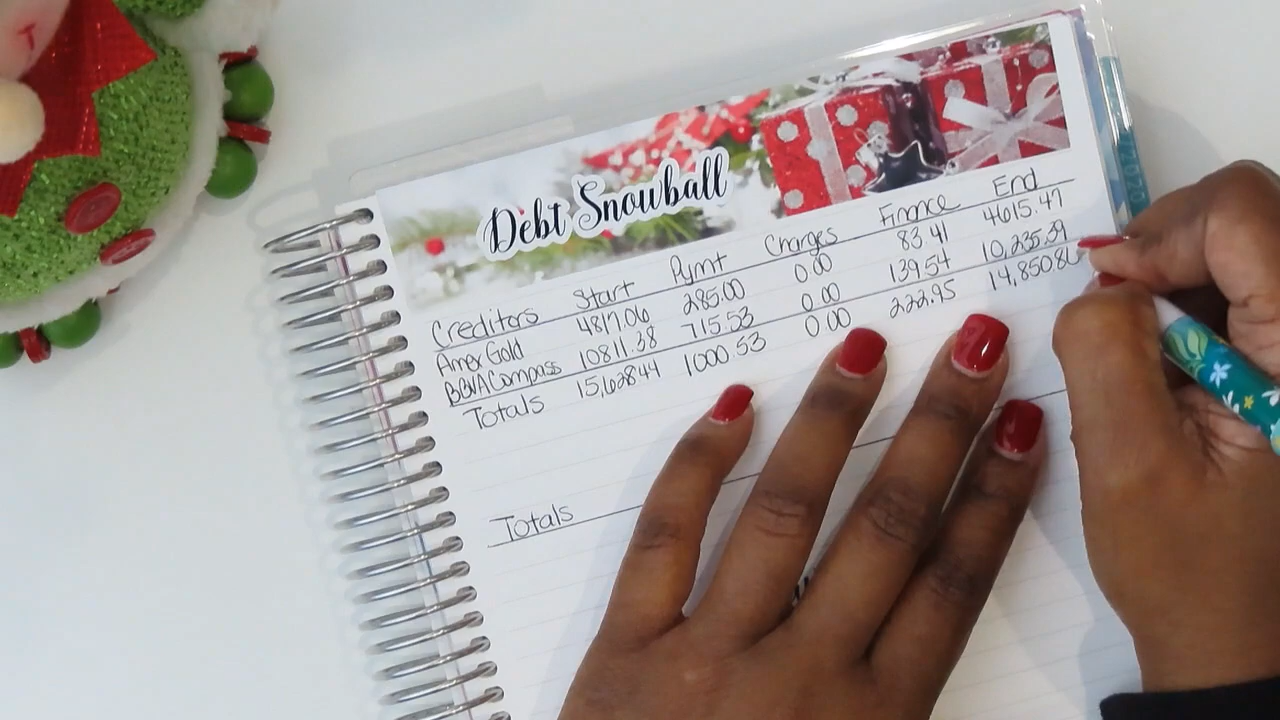 Debt Snowball
Creditors Start Pymt Charges Finance End
Amex Gold 4817.06 285.00 0.00 83.41 4615.47
BBVA Compass 10811.38 715.53 0.00 139.54 10,235.39
Totals 15,628.44 1000.53 0.00 222.95 14,850.86
Totals